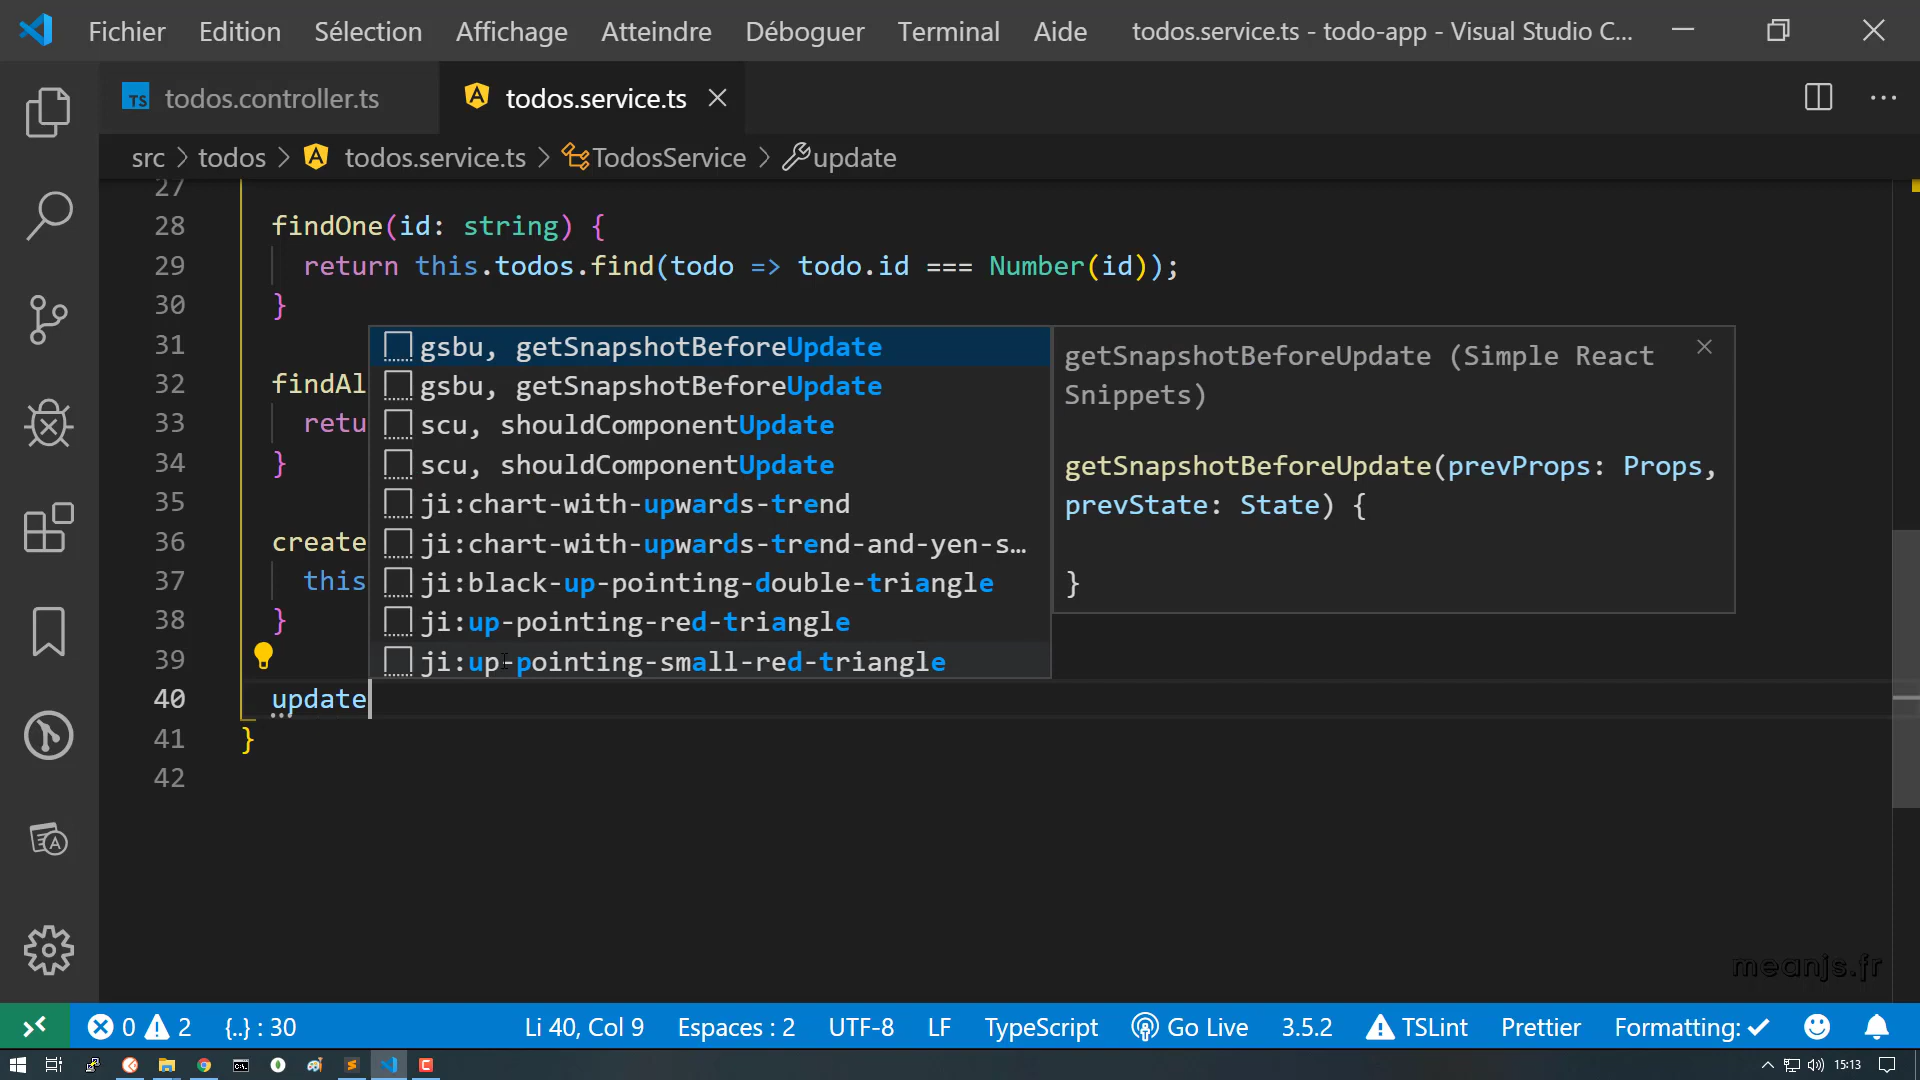 Fichier Edition Sélection Affichage Atteindre Déboguer Terminal Aide todos.service.ts - todo-app - Visual Studio C...
TS todos.controller.ts todos.service.ts
src > todos > todos.service.ts > TodosService > update
27
28 findOne(id: string) {
29 return this.todos.find(todo => todo.id === Number(id));
30 }
31
32 findAl
33 retu
34 }
35
36 create
37 this
38 }
39
40 update
41 }
42
gsbu, getSnapshotBeforeUpdate
gsbu, getSnapshotBeforeUpdate
scu, shouldComponentUpdate
scu, shouldComponentUpdate
ji:chart-with-upwards-trend
ji:chart-with-upwards-trend-and-yen-s…
ji:black-up-pointing-double-triangle
ji:up-pointing-red-triangle
ji:up-pointing-small-red-triangle
getSnapshotBeforeUpdate (Simple React
Snippets)
getSnapshotBeforeUpdate(prevProps: Props,
prevState: State) {
}
meanjs.fr
0 2 {..} : 30 Li 40, Col 9 Espaces : 2 UTF-8 LF TypeScript Go Live 3.5.2 TSLint Prettier Formatting: ✓
15:13